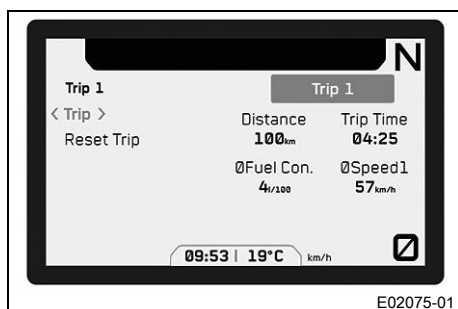 N
Trip 1
Trip 1
< Trip >
Distance
Trip Time
Reset Trip
100km
04:25
ØFuel Con.
ØSpeed1
4l/100
57km/h
09:53 | 19°C km/h
0
E02075-01